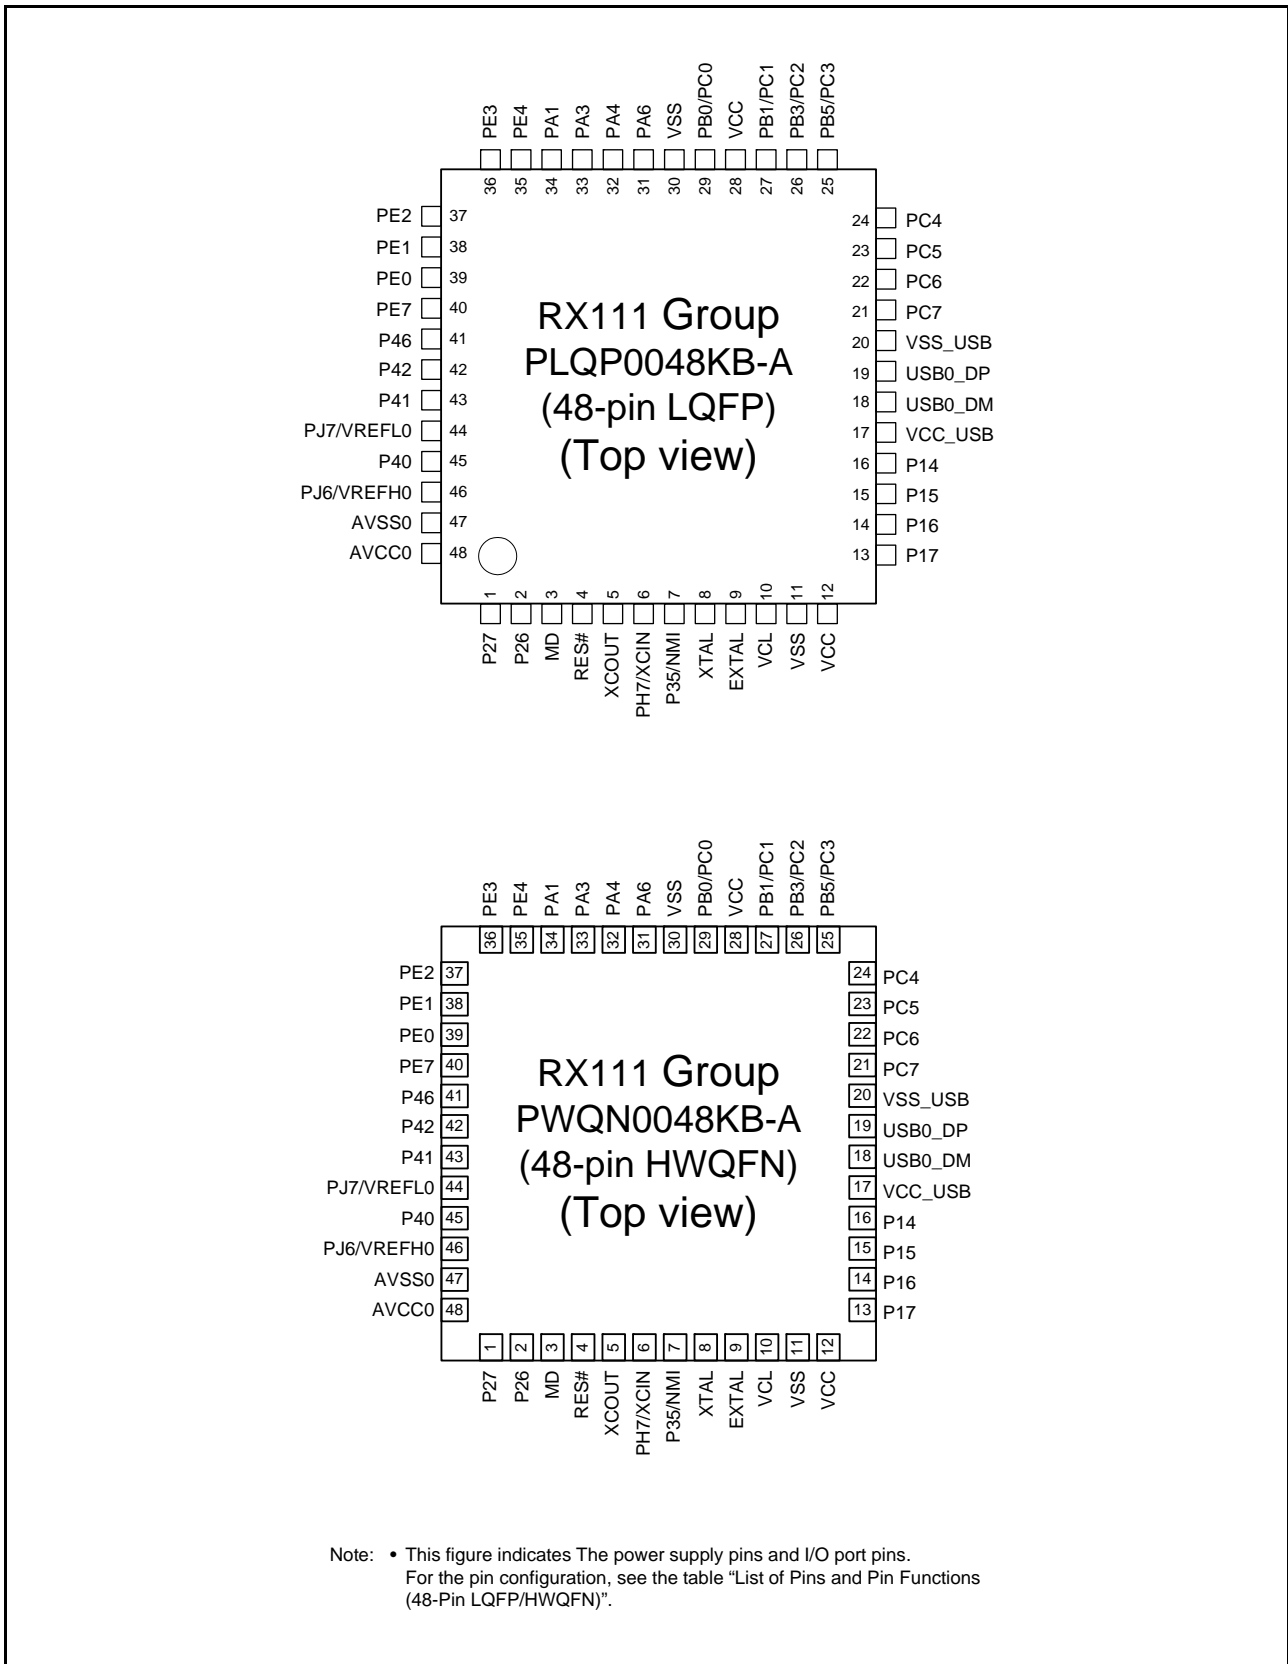 PE3
PE4
PA1
PA3
PA4
PA6
VSS
PB0/PC0
VCC
PB1/PC1
PB3/PC2
PB5/PC3
36
35
34
33
32
31
30
29
28
27
26
25
PE2 37
PE1 38
PE0 39
PE7 40
P46 41
P42 42
P41 43
PJ7/VREFL0 44
P40 45
PJ6/VREFH0 46
AVSS0 47
AVCC0 48
RX111 Group
PLQP0048KB-A
(48-pin LQFP)
(Top view)
24 PC4
23 PC5
22 PC6
21 PC7
20 VSS_USB
19 USB0_DP
18 USB0_DM
17 VCC_USB
16 P14
15 P15
14 P16
13 P17
1
2
3
4
5
6
7
8
9
10
11
12
P27
P26
MD
RES#
XCOUT
PH7/XCIN
P35/NMI
XTAL
EXTAL
VCL
VSS
VCC
PE3
PE4
PA1
PA3
PA4
PA6
VSS
PB0/PC0
VCC
PB1/PC1
PB3/PC2
PB5/PC3
36
35
34
33
32
31
30
29
28
27
26
25
PE2 37
PE1 38
PE0 39
PE7 40
P46 41
P42 42
P41 43
PJ7/VREFL0 44
P40 45
PJ6/VREFH0 46
AVSS0 47
AVCC0 48
RX111 Group
PWQN0048KB-A
(48-pin HWQFN)
(Top view)
24 PC4
23 PC5
22 PC6
21 PC7
20 VSS_USB
19 USB0_DP
18 USB0_DM
17 VCC_USB
16 P14
15 P15
14 P16
13 P17
1
2
3
4
5
6
7
8
9
10
11
12
P27
P26
MD
RES#
XCOUT
PH7/XCIN
P35/NMI
XTAL
EXTAL
VCL
VSS
VCC
Note: • This figure indicates The power supply pins and I/O port pins.
For the pin configuration, see the table “List of Pins and Pin Functions
(48-Pin LQFP/HWQFN)”.